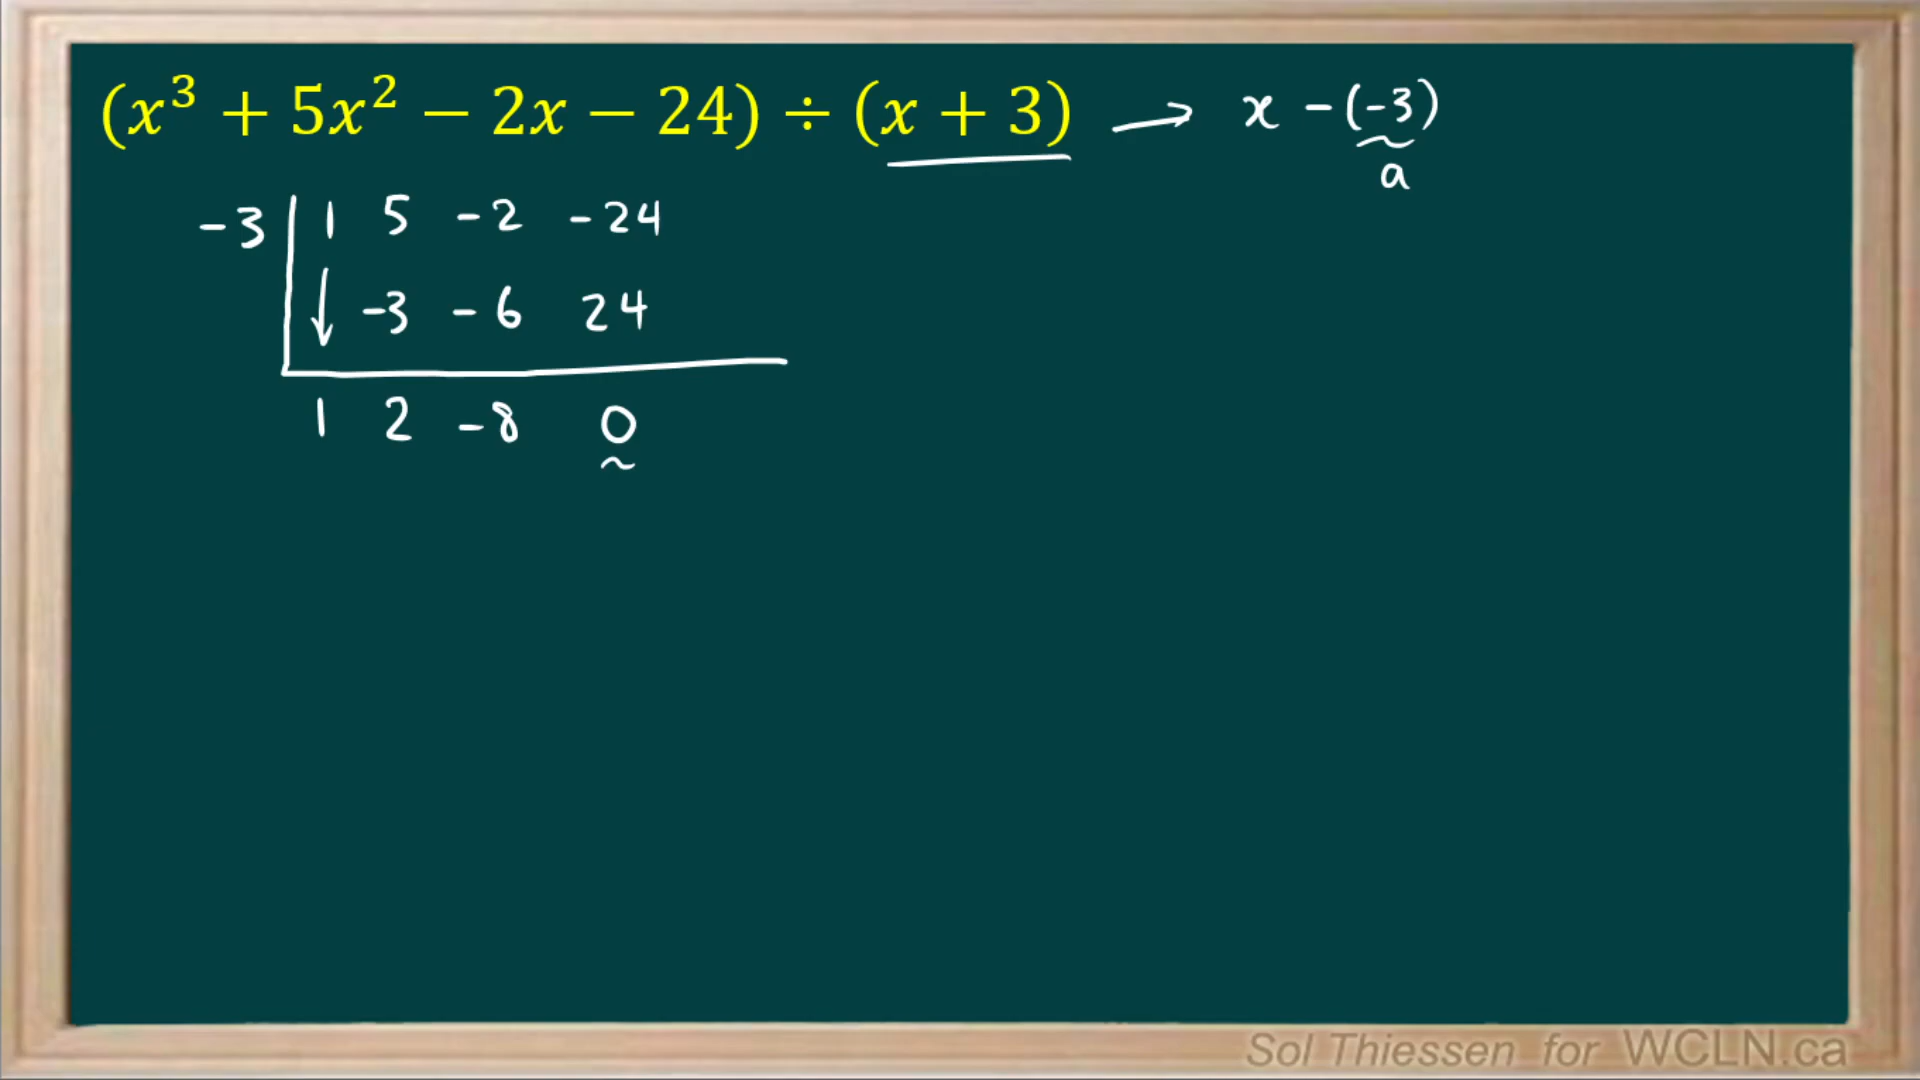 (x³ + 5x² − 2x − 24) ÷ (x + 3) → x − (−3)
a
−3 | 1 5 −2 −24
↓ −3 −6 24
1 2 −8 0
Sol Thiessen for WCLN.ca